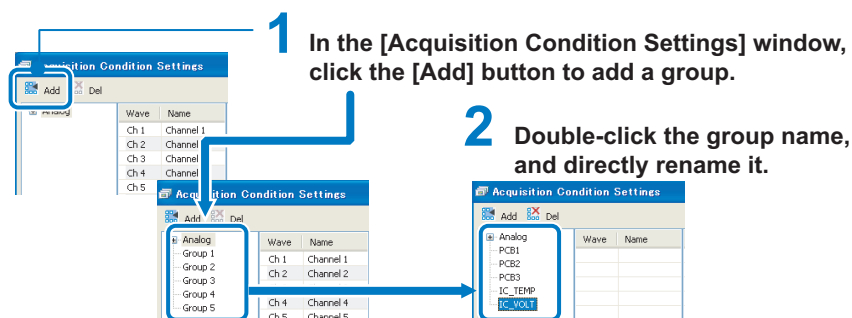 1
In the [Acquisition Condition Settings] window,
click the [Add] button to add a group.
Condition Settings
Add Del
Analog
Wave Name
Ch 1 Channel 1
Ch 2 Channel
Ch 3 Channel
Ch 4 Channel
Ch 5
2
Double-click the group name,
and directly rename it.
Condition Settings
Add Del
Analog
Group 1
Group 2
Group 3
Group 4
Group 5
Wave Name
Ch 1 Channel 1
Ch 2 Channel 2
Ch 4 Channel 4
Ch 5 Channel 5
Acquisition Condition Settings
Add Del
Analog
PCB1
PCB2
PCB3
IC_TEMP
IC_VOLT
Wave Name